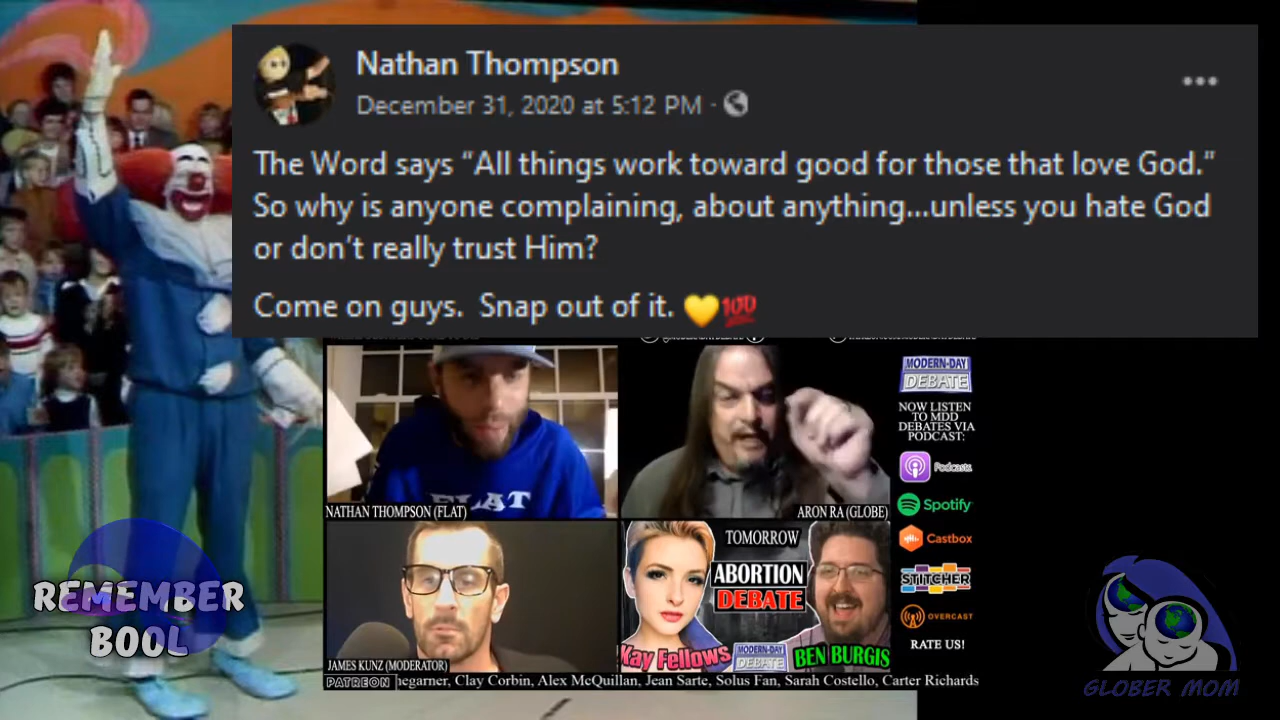 Nathan Thompson
December 31, 2020 at 5:12 PM ·
The Word says “All things work toward good for those that love God.”
So why is anyone complaining, about anything...unless you hate God
or don’t really trust Him?
Come on guys. Snap out of it. 💛💯
MODERN-DAY
DEBATE
NOW LISTEN
TO MDD
DEBATES VIA
PODCAST:
Podcasts
Spotify
Castbox
STITCHER
OVERCAST
RATE US!
FLAT
NATHAN THOMPSON (FLAT)
ARON RA (GLOBE)
TOMORROW
ABORTION
DEBATE
Kay Fellows
MODERN-DAY
DEBATE
BEN BURGIS
JAMES KUNZ (MODERATOR)
PATREON hegarner, Clay Corbin, Alex McQuillan, Jean Sarte, Solus Fan, Sarah Costello, Carter Richards
REMEMBER
BOOL
GLOBER MOM